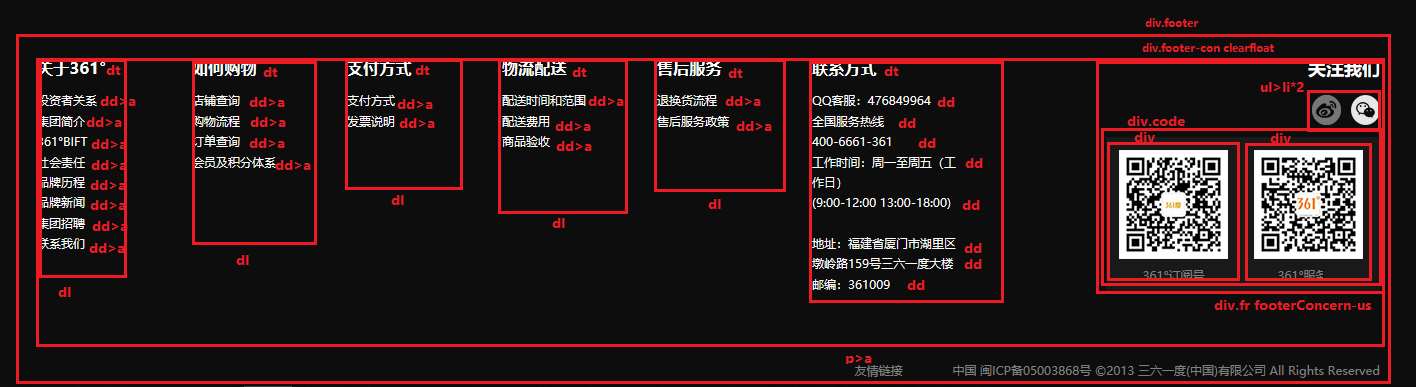 div.footer
div.footer-con clearfloat
关于361° dt
投资者关系 dd>a
集团简介 dd>a
361°BIFT dd>a
社会责任 dd>a
品牌历程 dd>a
品牌新闻 dd>a
集团招聘 dd>a
联系我们 dd>a
dl
如何购物 dt
店铺查询 dd>a
购物流程 dd>a
订单查询 dd>a
会员及积分体系 dd>a
dl
支付方式 dt
支付方式 dd>a
发票说明 dd>a
dl
物流配送 dt
配送时间和范围 dd>a
配送费用 dd>a
商品验收 dd>a
dl
售后服务 dt
退换货流程 dd>a
售后服务政策 dd>a
dl
联系方式 dt
QQ客服：476849964 dd
全国服务热线 dd
400-6661-361 dd
工作时间：周一至周五（工 dd
作日）
(9:00-12:00 13:00-18:00) dd
地址：福建省厦门市湖里区 dd
墩岭路159号三六一度大楼 dd
邮编：361009 dd
关注我们
ul>li*2
div.code
div
div
361°
361°
361°订阅号
361°服务
div.fr footerConcern-us
p>a
友情链接
中国 闽ICP备05003868号 ©2013 三六一度(中国)有限公司 All Rights Reserved